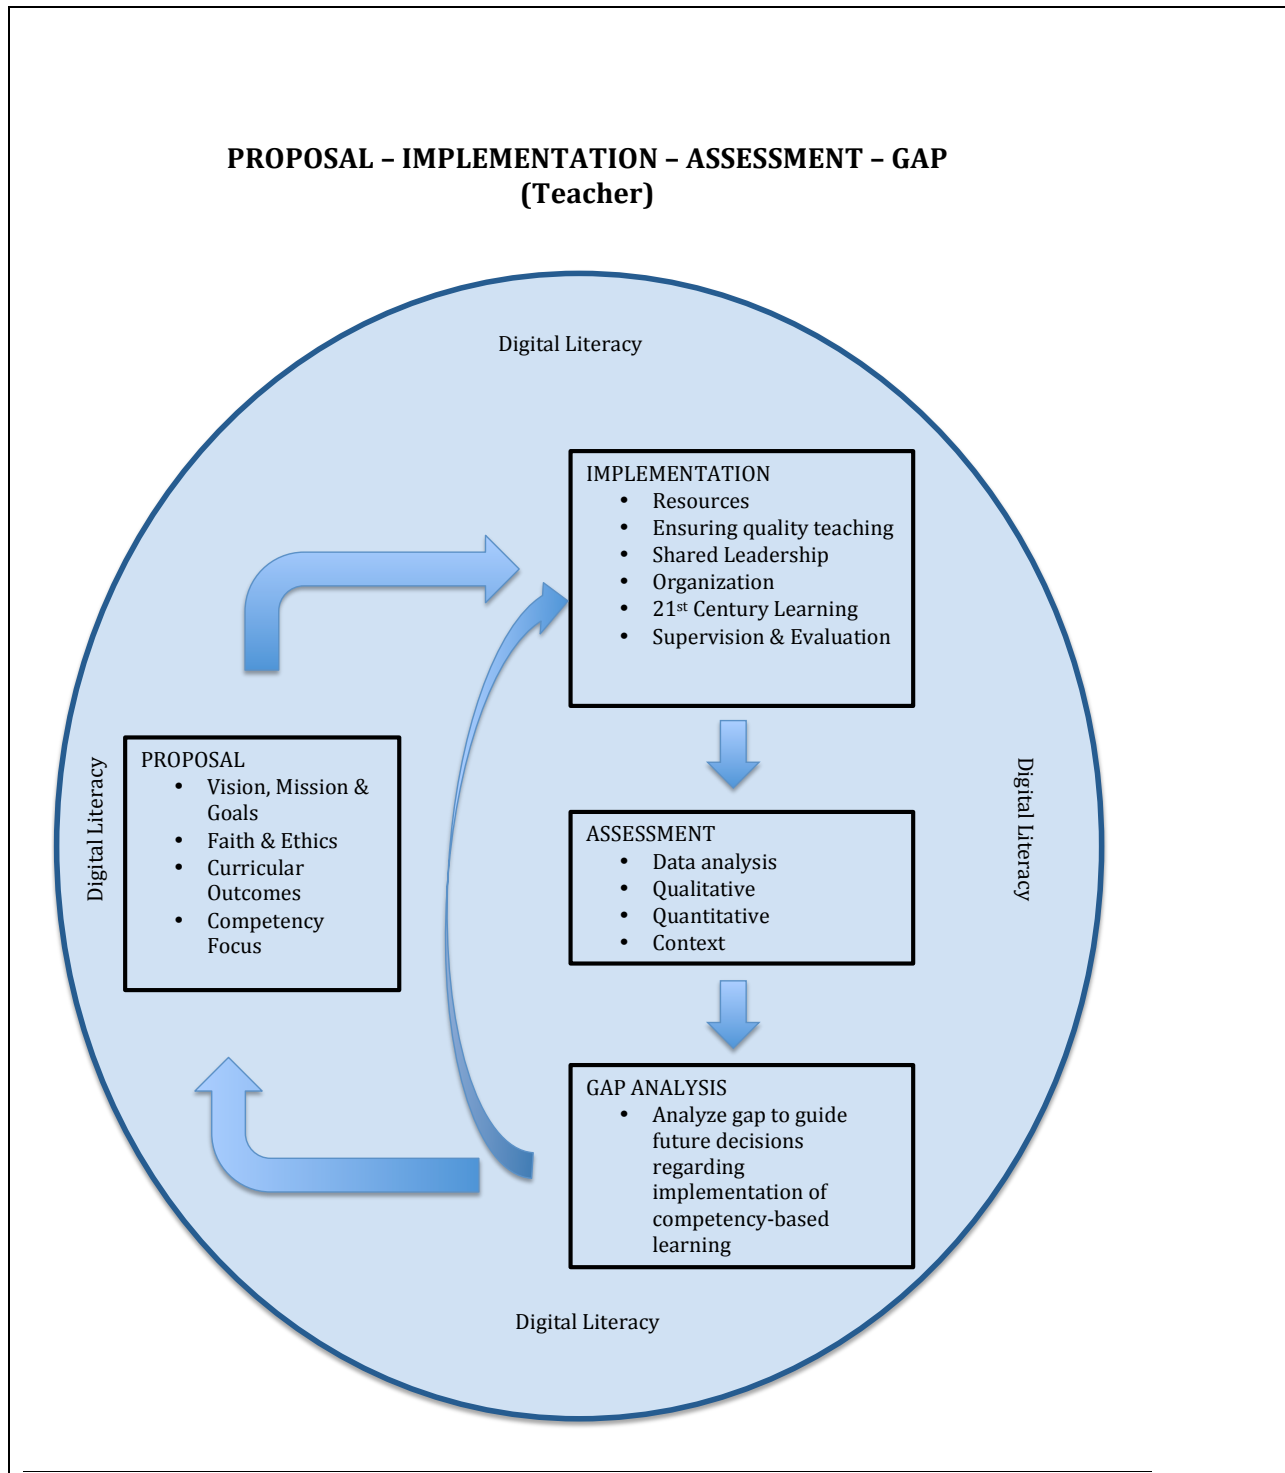 PROPOSAL – IMPLEMENTATION – ASSESSMENT – GAP
(Teacher)
Digital Literacy
IMPLEMENTATION
• Resources
• Ensuring quality teaching
• Shared Leadership
• Organization
• 21st Century Learning
• Supervision & Evaluation
Digital Literacy
PROPOSAL
• Vision, Mission &
Goals
• Faith & Ethics
• Curricular
Outcomes
• Competency
Focus
ASSESSMENT
• Data analysis
• Qualitative
• Quantitative
• Context
Digital Literacy
GAP ANALYSIS
• Analyze gap to guide
future decisions
regarding
implementation of
competency-based
learning
Digital Literacy